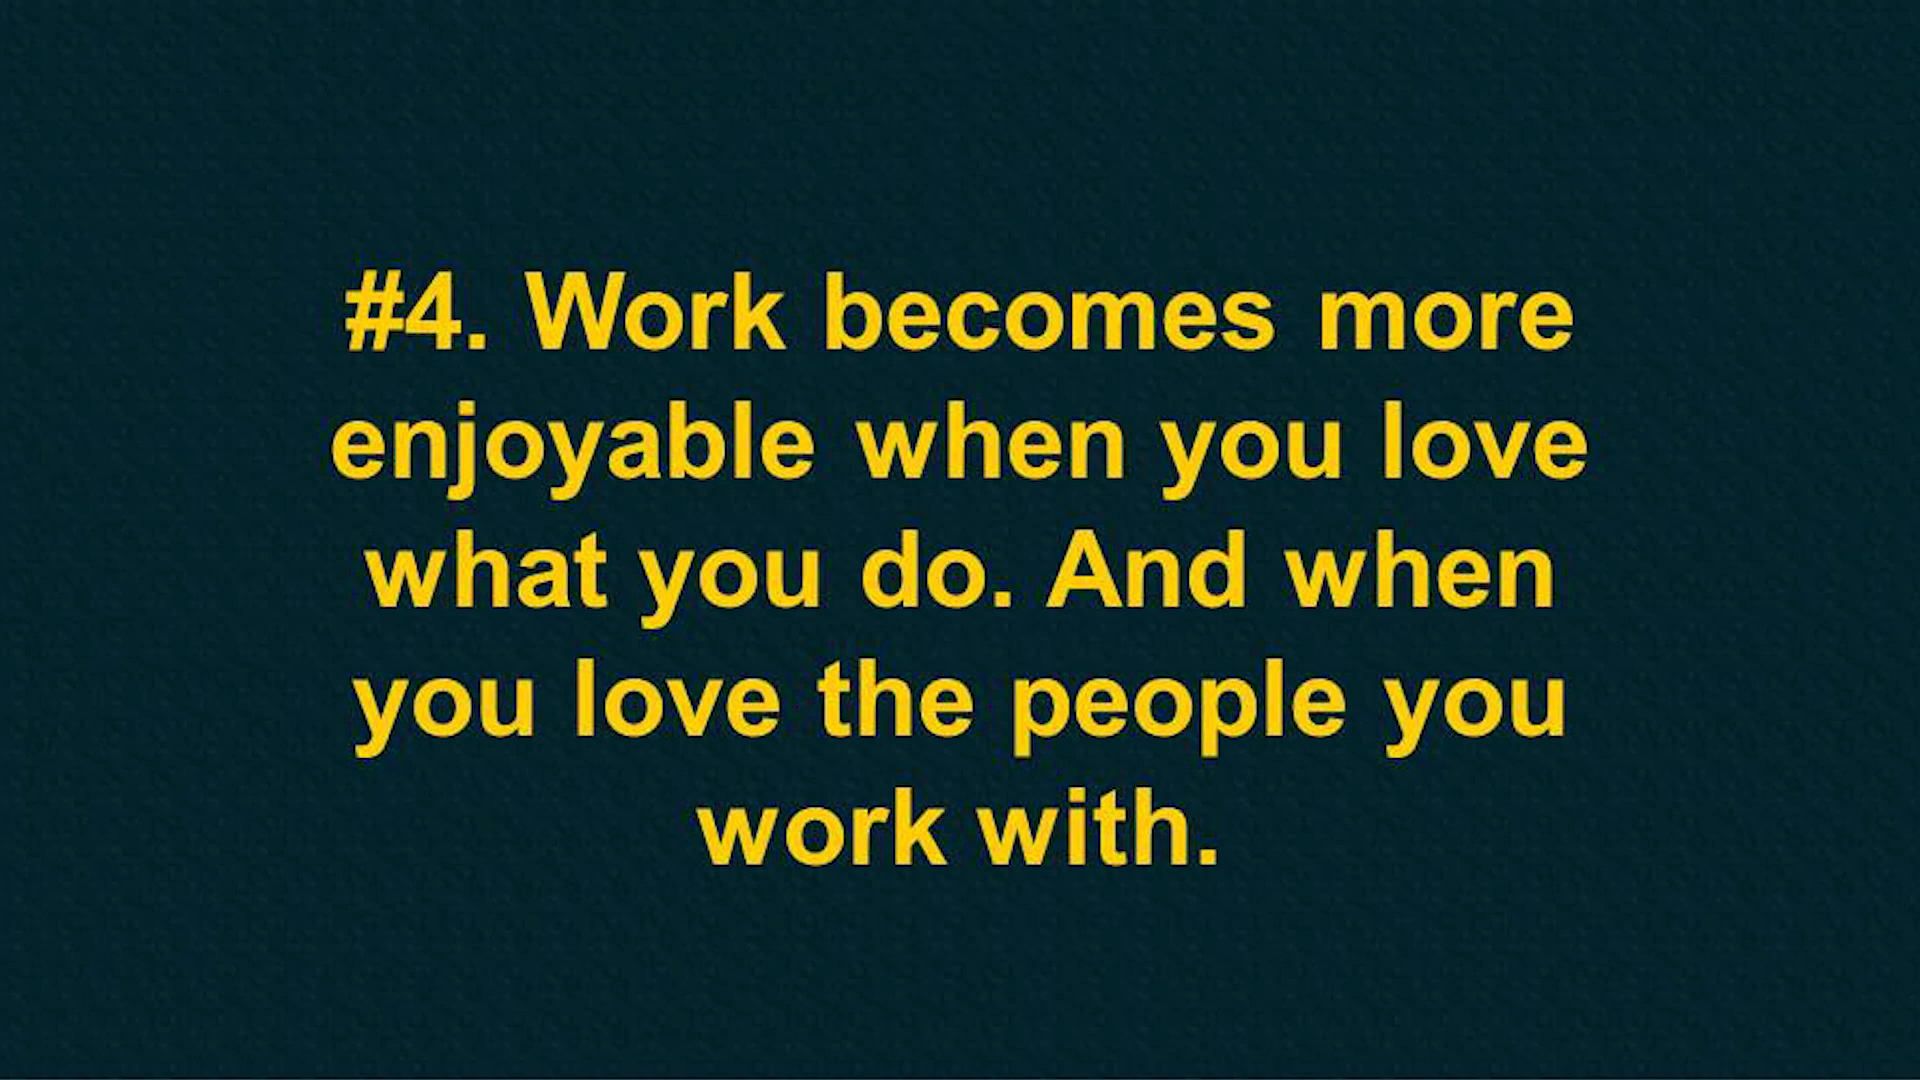 #4. Work becomes more
enjoyable when you love
what you do. And when
you love the people you
work with.